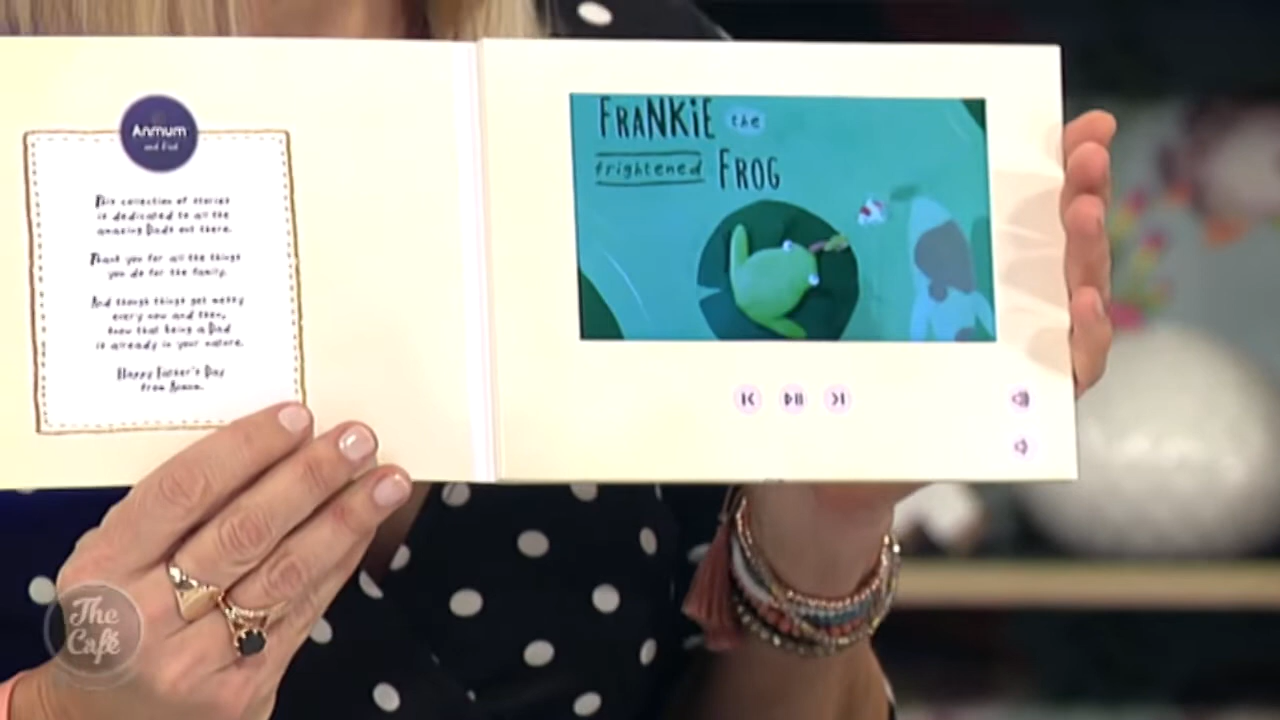 Anmum
and Dad
This collection of stories
is dedicated to all the
amazing Dads out there.
Thank you for all the things
you do for the family.
And though things get messy
every now and then,
know that being a Dad
is already in your nature.
Happy Father's Day
from Anmum.
FRANKiE the
frightened FROG
The
Café